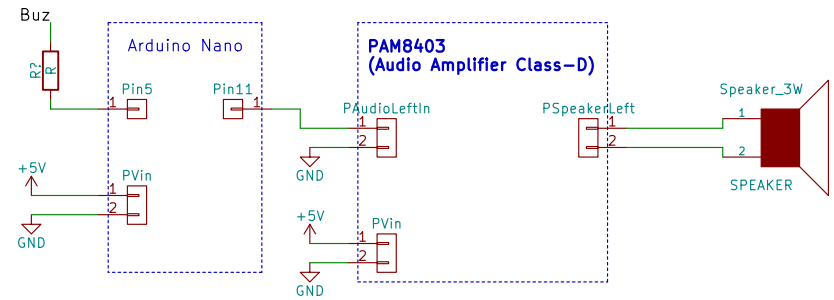 Buz
R?
R
Arduino Nano
Pin5
1
Pin11
1
+5V
GND
PVin
1
2
PAM8403
(Audio Amplifier Class-D)
PAudioLeftIn
1
2
GND
+5V
GND
PVin
1
2
PSpeakerLeft
1
2
Speaker_3W
1
2
SPEAKER